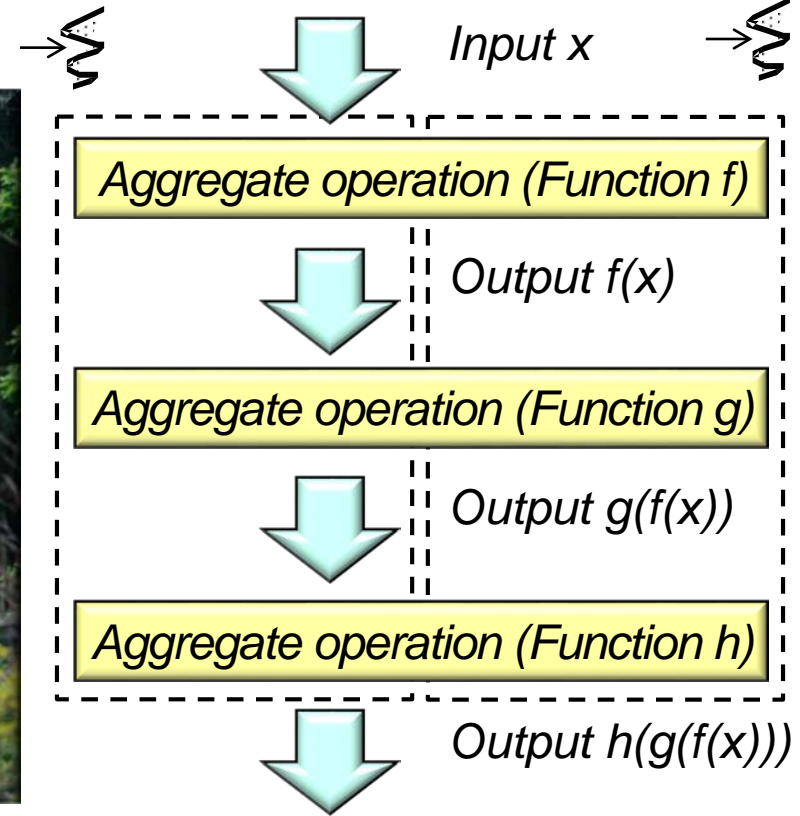 Input x
Aggregate operation (Function f)
Output f(x)
Aggregate operation (Function g)
Output g(f(x))
Aggregate operation (Function h)
Output h(g(f(x)))